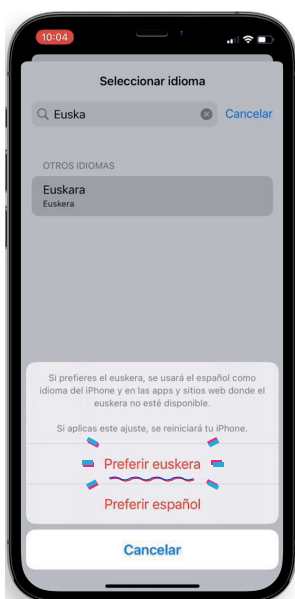 10:04
Seleccionar idioma
Euska
Cancelar
OTROS IDIOMAS
Euskara
Euskera
Si prefieres el euskera, se usará el español como
idioma del iPhone y en las apps y sitios web donde el
euskera no esté disponible.
Si aplicas este ajuste, se reiniciará tu iPhone.
Preferir euskera
Preferir español
Cancelar